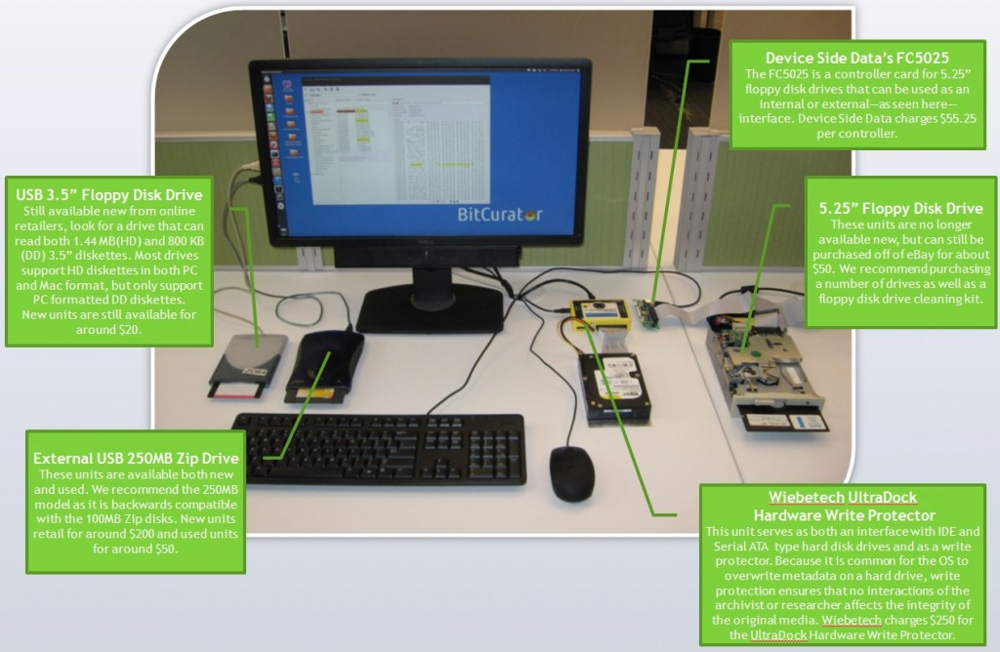 Device Side Data's FC5025
The FC5025 is a controller card for 5.25"
floppy disk drives that can be used as an
internal or external—as seen here—
interface. Device Side Data charges $55.25
per controller.
USB 3.5" Floppy Disk Drive
Still available new from online
retailers, look for a drive that can
read both 1.44 MB(HD) and 800 KB
(DD) 3.5" diskettes. Most drives
support HD diskettes in both PC
and Mac format, but only support
PC formatted DD diskettes.
New units are still available for
around $20.
5.25" Floppy Disk Drive
These units are no longer
available new, but can still be
purchased off of eBay for about
$50. We recommend purchasing
a number of drives as well as a
floppy disk drive cleaning kit.
BitCurator
External USB 250MB Zip Drive
These units are available both new
and used. We recommend the 250MB
model as it is backwards compatible
with the 100MB Zip disks. New units
retail for around $200 and used units
for around $50.
Wiebetech UltraDock
Hardware Write Protector
This unit serves as both an interface with IDE and
Serial ATA type hard disk drives and as a write
protector. Because it is common for the OS to
overwrite metadata on a hard drive, write
protection ensures that no interactions of the
archivist or researcher affects the integrity of
the original media. Wiebetech charges $250 for
the UltraDock Hardware Write Protector.